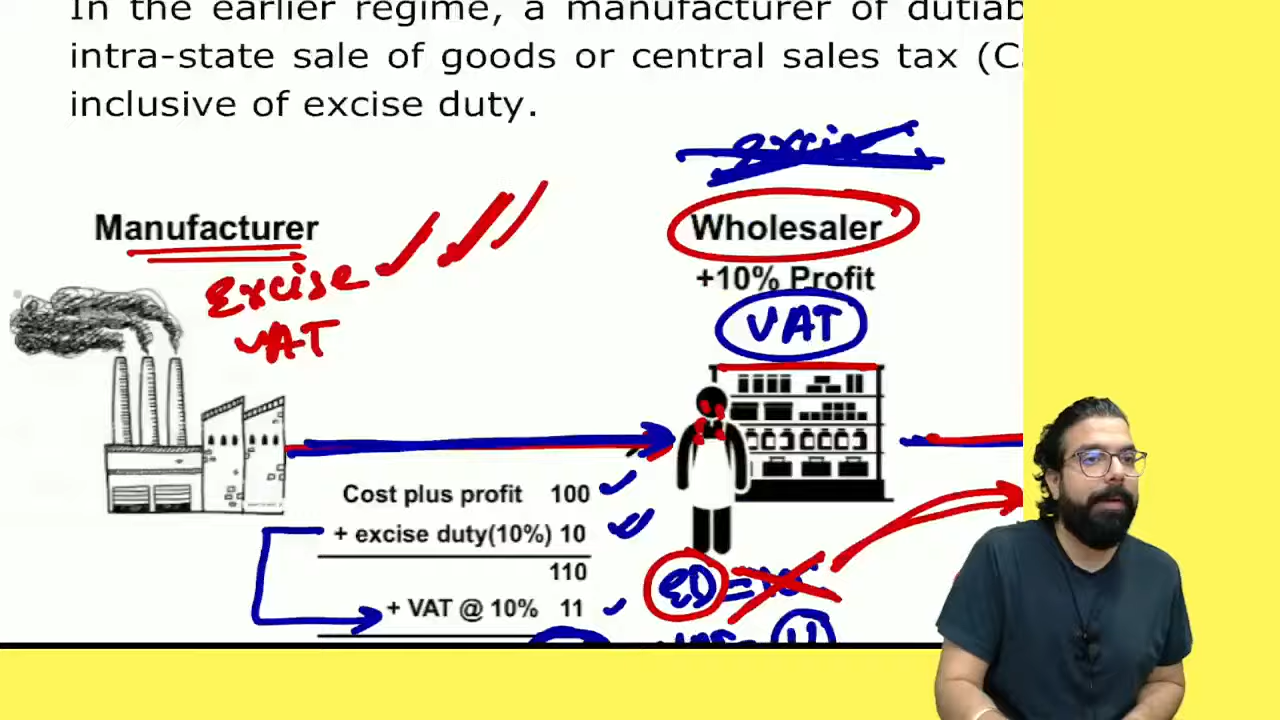 In the earlier regime, a manufacturer of dutiab
intra-state sale of goods or central sales tax (C
inclusive of excise duty.
Excise
Manufacturer
Wholesaler
Excise
+10% Profit
VAT
VAT
Cost plus profit 100
+ excise duty(10%) 10
110
ED =
+ VAT @ 10% 11
11